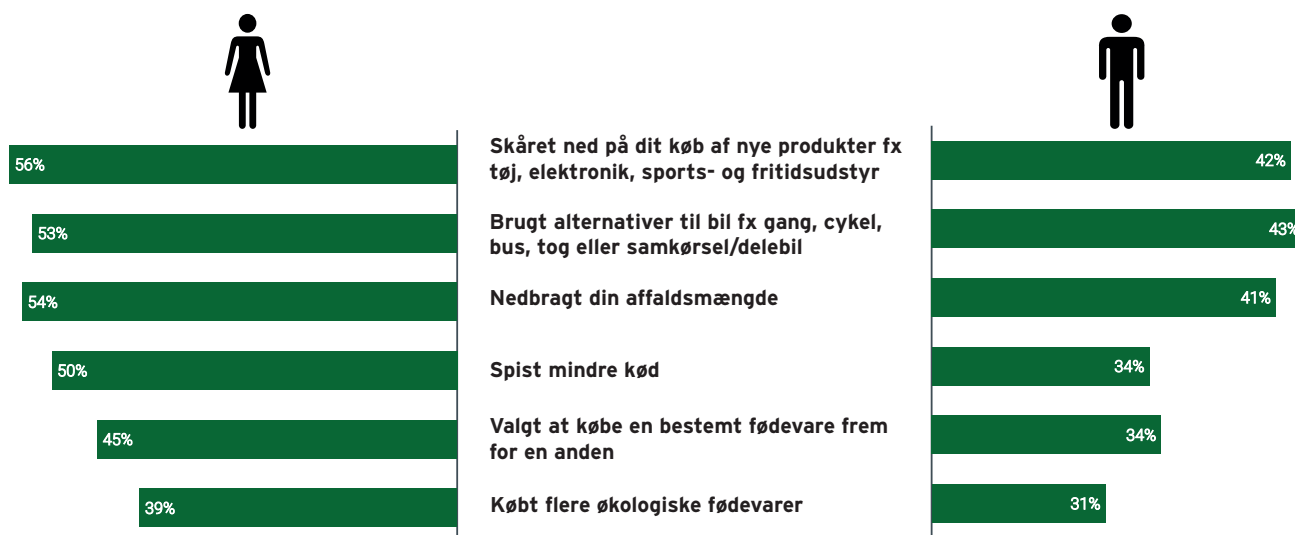 56%
Skåret ned på dit køb af nye produkter fx
tøj, elektronik, sports- og fritidsudstyr
42%
53%
Brugt alternativer til bil fx gang, cykel,
bus, tog eller samkørsel/delebil
43%
54%
Nedbragt din affaldsmængde
41%
50%
Spist mindre kød
34%
45%
Valgt at købe en bestemt fødevare frem
for en anden
34%
39%
Købt flere økologiske fødevarer
31%